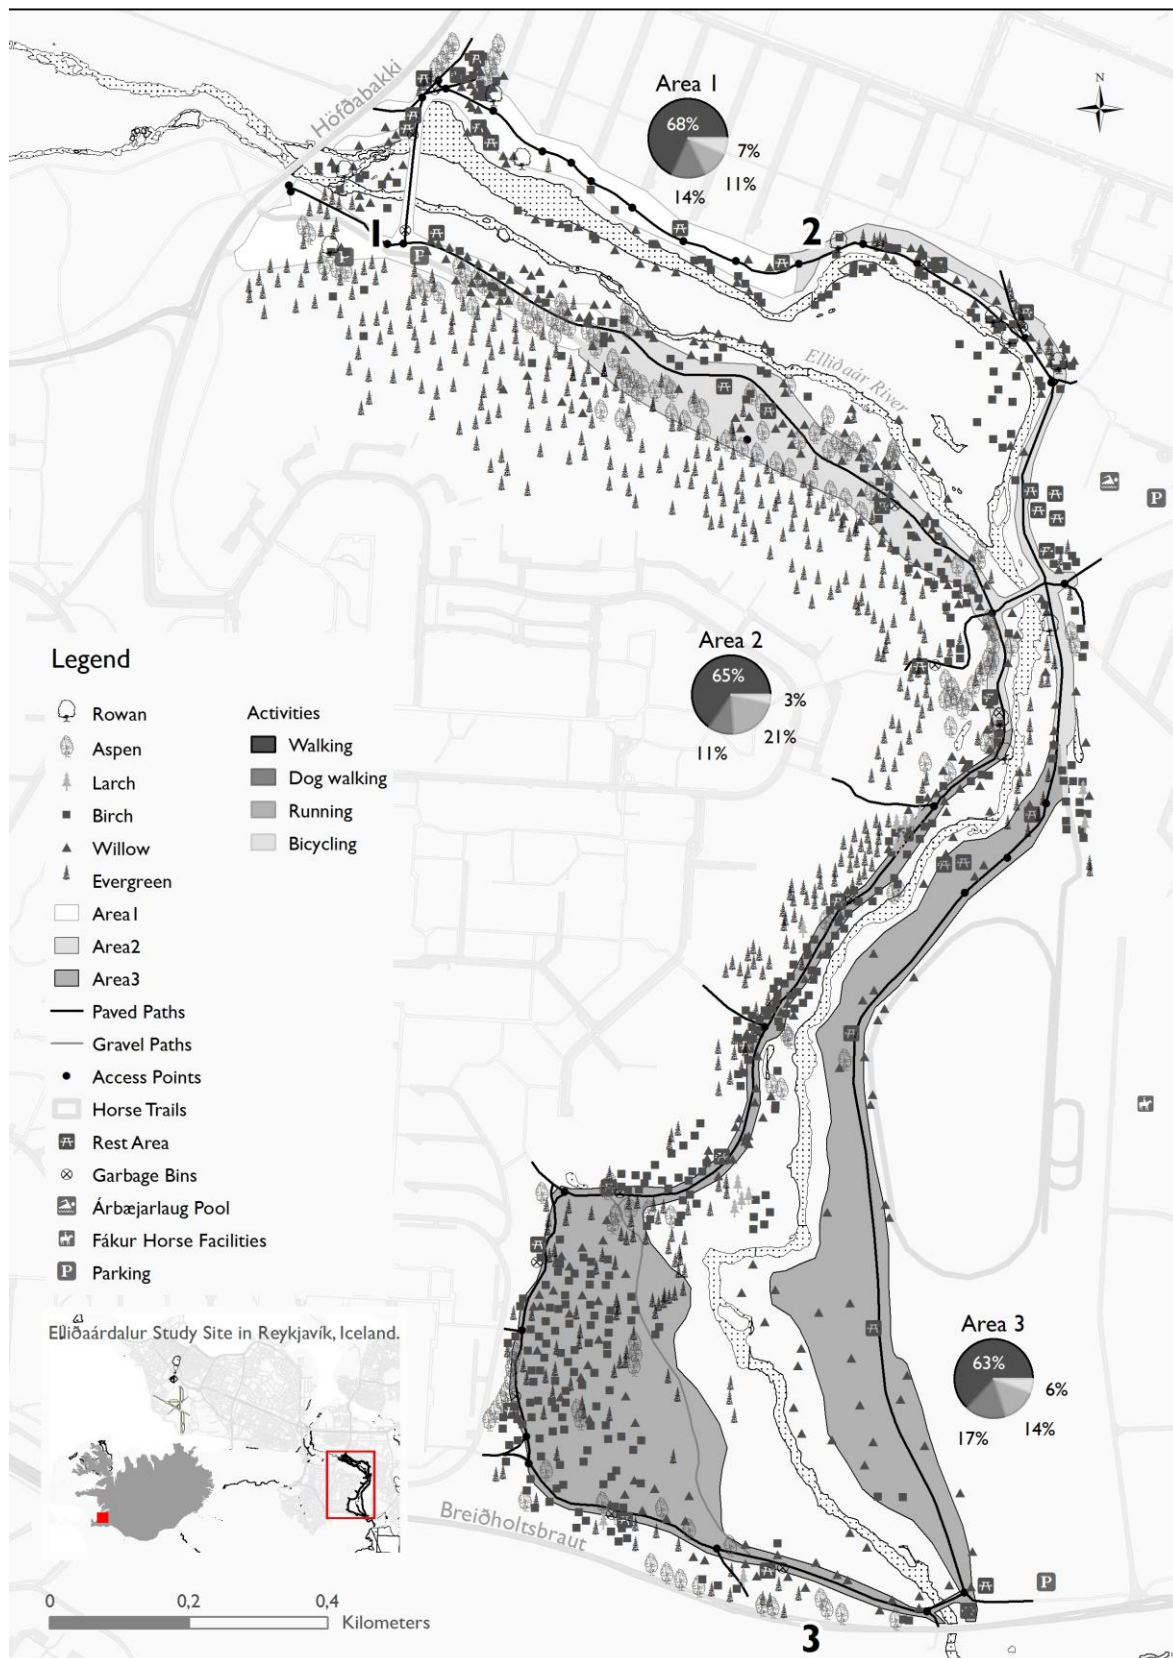 N
Höfðabakki
Area 1
68%
7%
11%
14%
1
P
P
2
Elliðaár River
P
Area 2
65%
3%
21%
11%
Legend
Rowan
Aspen
Larch
Birch
Willow
Evergreen
Area1
Area2
Area3
Paved Paths
Gravel Paths
Access Points
Horse Trails
Rest Area
Garbage Bins
Árbæjarlaug Pool
Fákur Horse Facilities
P Parking
Activities
Walking
Dog walking
Running
Bicycling
Area 3
63%
6%
14%
17%
Elliðaárdalur Study Site in Reykjavík, Iceland.
Breiðholtsbraut
P
0 0,2 0,4
Kilometers
3